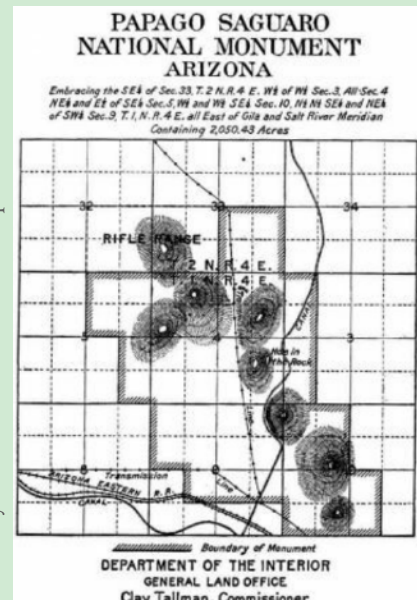 PAPAGO SAGUARO
NATIONAL MONUMENT
ARIZONA
Embracing the SE¼ of Sec.33, T.2 N.R.4 E. W½ of W½ Sec.3, All Sec.4
NE¼ and E½ of SE¼ Sec.5, W½ and W½ SE¼ Sec.10, N½ N½ SE¼ and NE¼
of SW¼ Sec.9, T.1, N.R.4 E. all East of Gila and Salt River Meridian
Containing 2,050.43 Acres
32
33
34
RIFLE RANGE
2 N. R. 4 E.
1 N. R. 4 E.
CANAL
4
Hole in
the Rock
Transmission
Line
ARIZONA EASTERN R.R.
CANAL
Boundary of Monument
DEPARTMENT OF THE INTERIOR
GENERAL LAND OFFICE
Clay Tallman, Commissioner